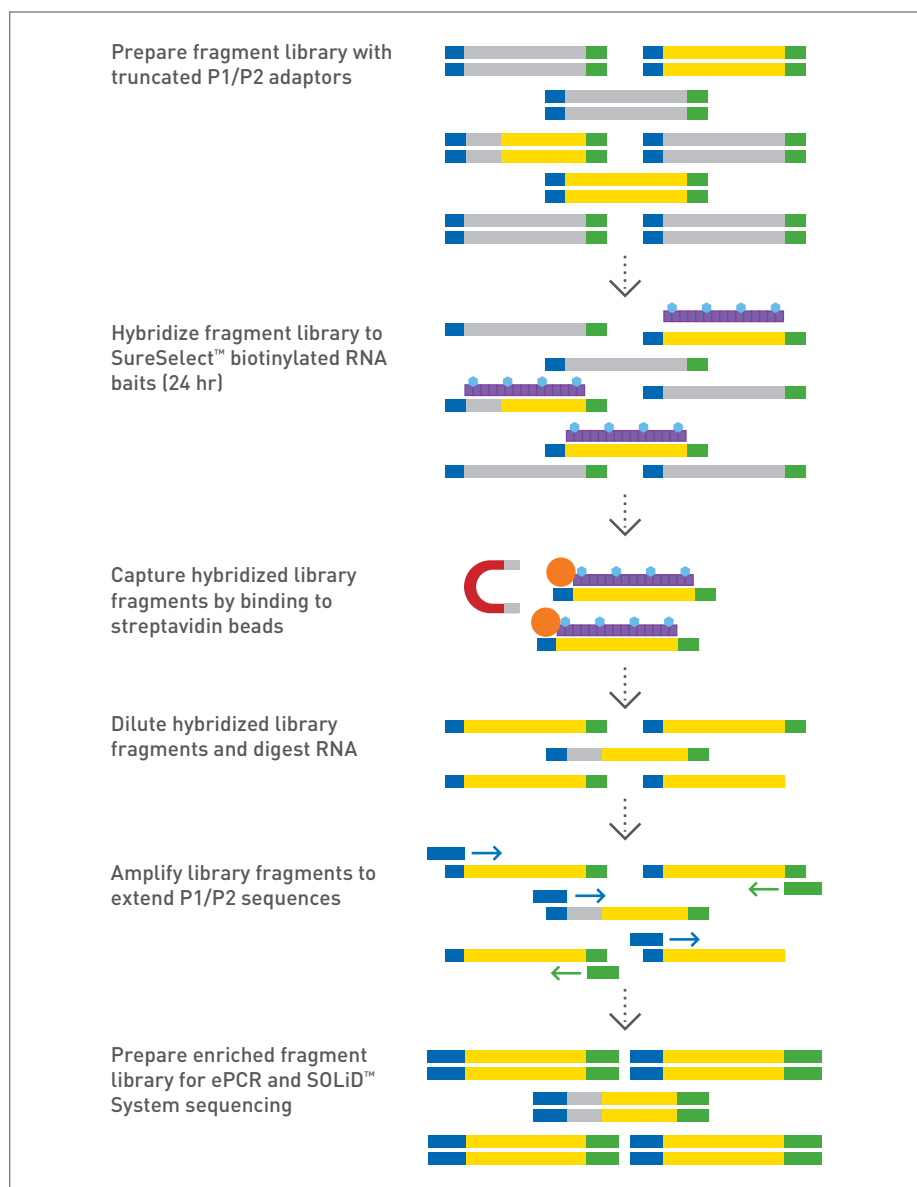 Prepare fragment library with
truncated P1/P2 adaptors
Hybridize fragment library to
SureSelect™ biotinylated RNA
baits (24 hr)
Capture hybridized library
fragments by binding to
streptavidin beads
Dilute hybridized library
fragments and digest RNA
Amplify library fragments to
extend P1/P2 sequences
Prepare enriched fragment
library for ePCR and SOLiD™
System sequencing